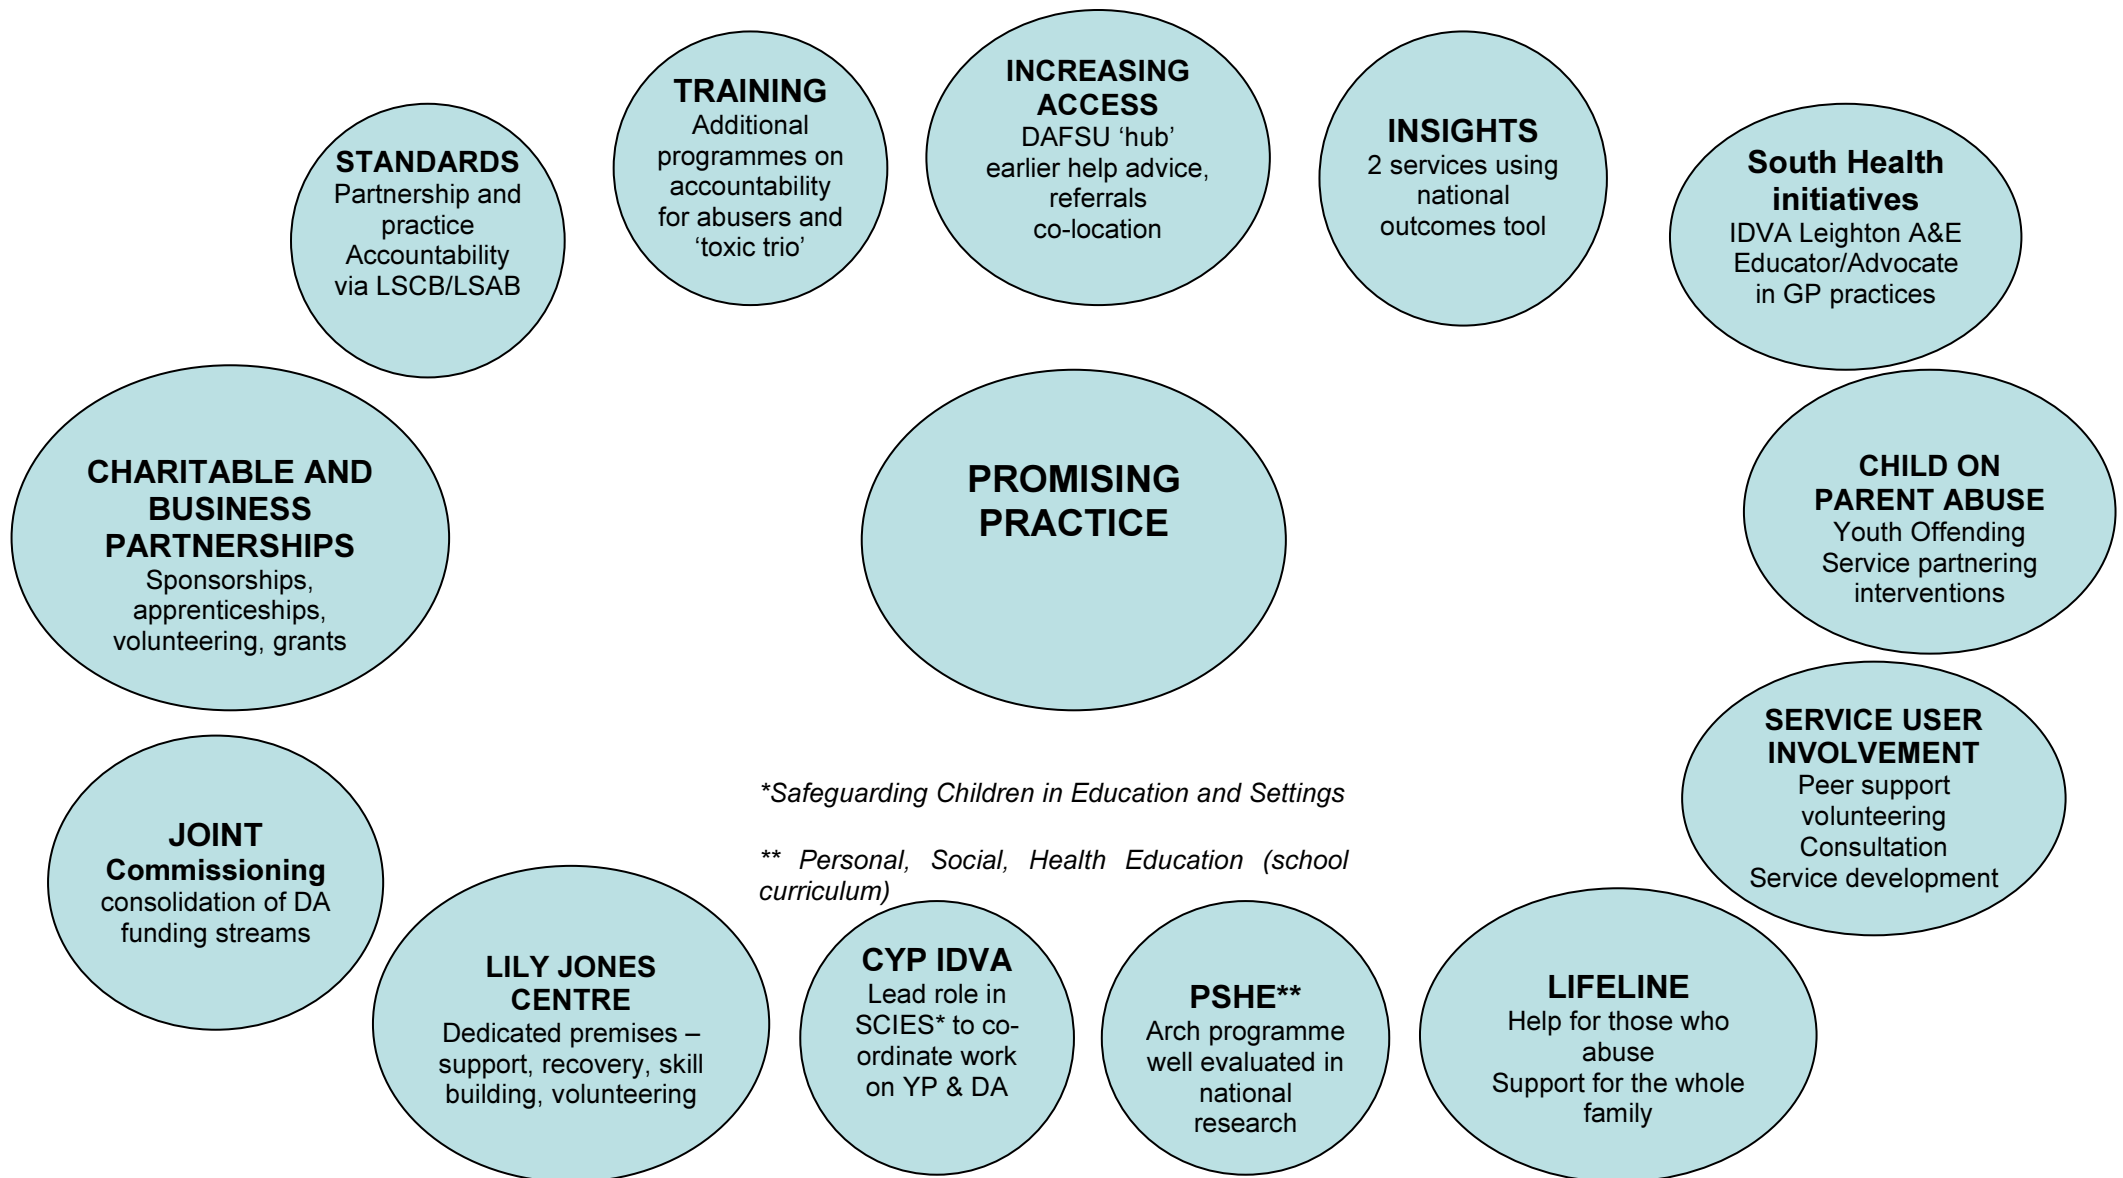 STANDARDS
Partnership and
practice
Accountability
via LSCB/LSAB
TRAINING
Additional
programmes on
accountability
for abusers and
‘toxic trio’
INCREASING
ACCESS
DAFSU ‘hub’
earlier help advice,
referrals
co-location
INSIGHTS
2 services using
national
outcomes tool
South Health
initiatives
IDVA Leighton A&E
Educator/Advocate
in GP practices
CHARITABLE AND
BUSINESS
PARTNERSHIPS
Sponsorships,
apprenticeships,
volunteering, grants
PROMISING
PRACTICE
CHILD ON
PARENT ABUSE
Youth Offending
Service partnering
interventions
SERVICE USER
INVOLVEMENT
Peer support
volunteering
Consultation
Service development
*Safeguarding Children in Education and Settings
** Personal, Social, Health Education (school
curriculum)
JOINT
Commissioning
consolidation of DA
funding streams
LILY JONES
CENTRE
Dedicated premises –
support, recovery, skill
building, volunteering
CYP IDVA
Lead role in
SCIES* to co-
ordinate work
on YP & DA
PSHE**
Arch programme
well evaluated in
national
research
LIFELINE
Help for those who
abuse
Support for the whole
family